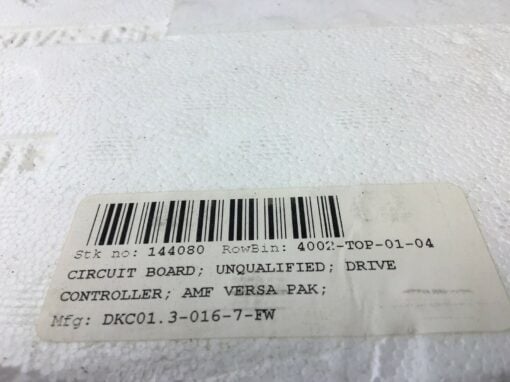 Stk no: 144080 RowBin: 4002-TOP-01-04
CIRCUIT BOARD; UNQUALIFIED; DRIVE
CONTROLLER; AMF VERSA PAK;
Mfg: DKC01.3-016-7-FW